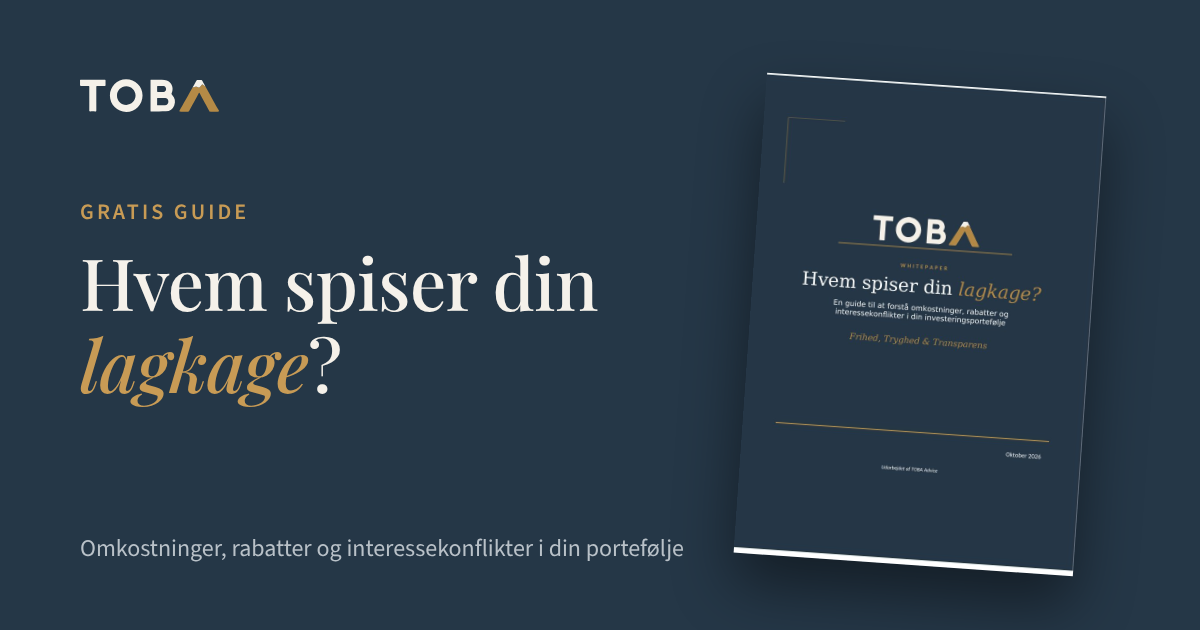 TOBA
GRATIS GUIDE
Hvem spiser din
lagkage?
Omkostninger, rabatter og interessekonflikter i din portefølje
TOBA
WHITEPAPER
Hvem spiser din lagkage?
En guide til at forstå omkostninger, rabatter og
interessekonflikter i din investeringsportefølje
Frihed, Tryghed & Transparens
Oktober 2026
Udarbejdet af TOBA Advice